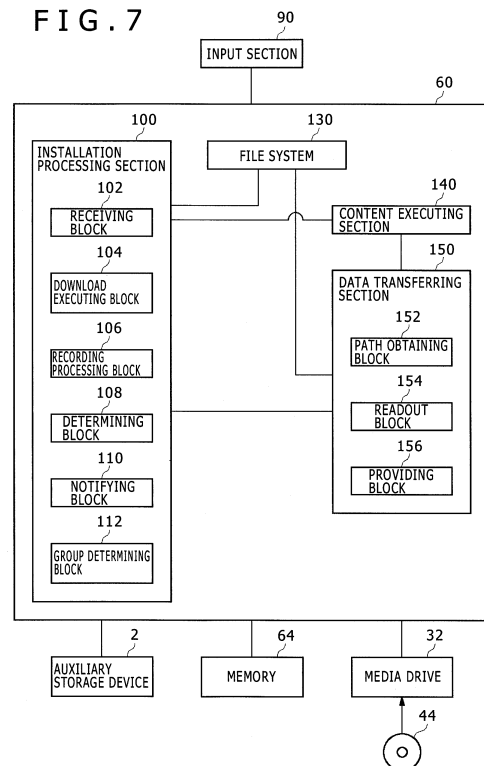 FIG. 7
90
INPUT SECTION
60
100
INSTALLATION
PROCESSING SECTION
102
RECEIVING
BLOCK
104
DOWNLOAD
EXECUTING BLOCK
106
RECORDING
PROCESSING BLOCK
108
DETERMINING
BLOCK
110
NOTIFYING
BLOCK
112
GROUP DETERMINING
BLOCK
130
FILE SYSTEM
140
CONTENT EXECUTING
SECTION
150
DATA TRANSFERRING
SECTION
152
PATH OBTAINING
BLOCK
154
READOUT
BLOCK
156
PROVIDING
BLOCK
2
AUXILIARY
STORAGE DEVICE
64
MEMORY
32
MEDIA DRIVE
44